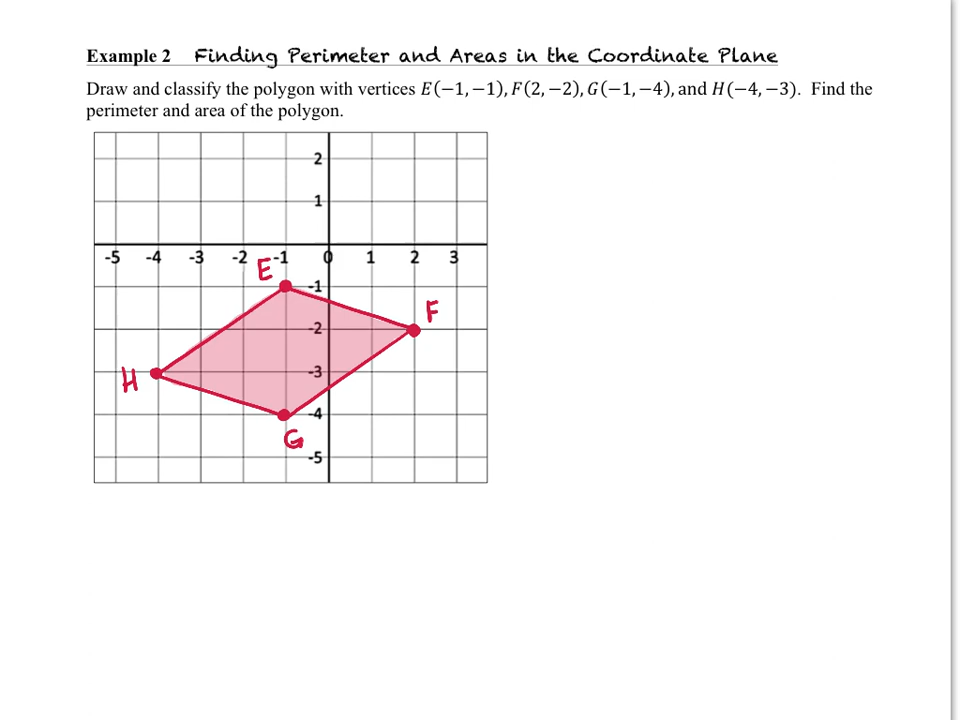 Example 2 Finding Perimeter and Areas in the Coordinate Plane
Draw and classify the polygon with vertices E(−1,−1), F(2,−2), G(−1,−4), and H(−4,−3). Find the
perimeter and area of the polygon.
2
1
-5 -4 -3 -2 -1 0 1 2 3
E
-1
F
-2
-3
H
-4
G
-5